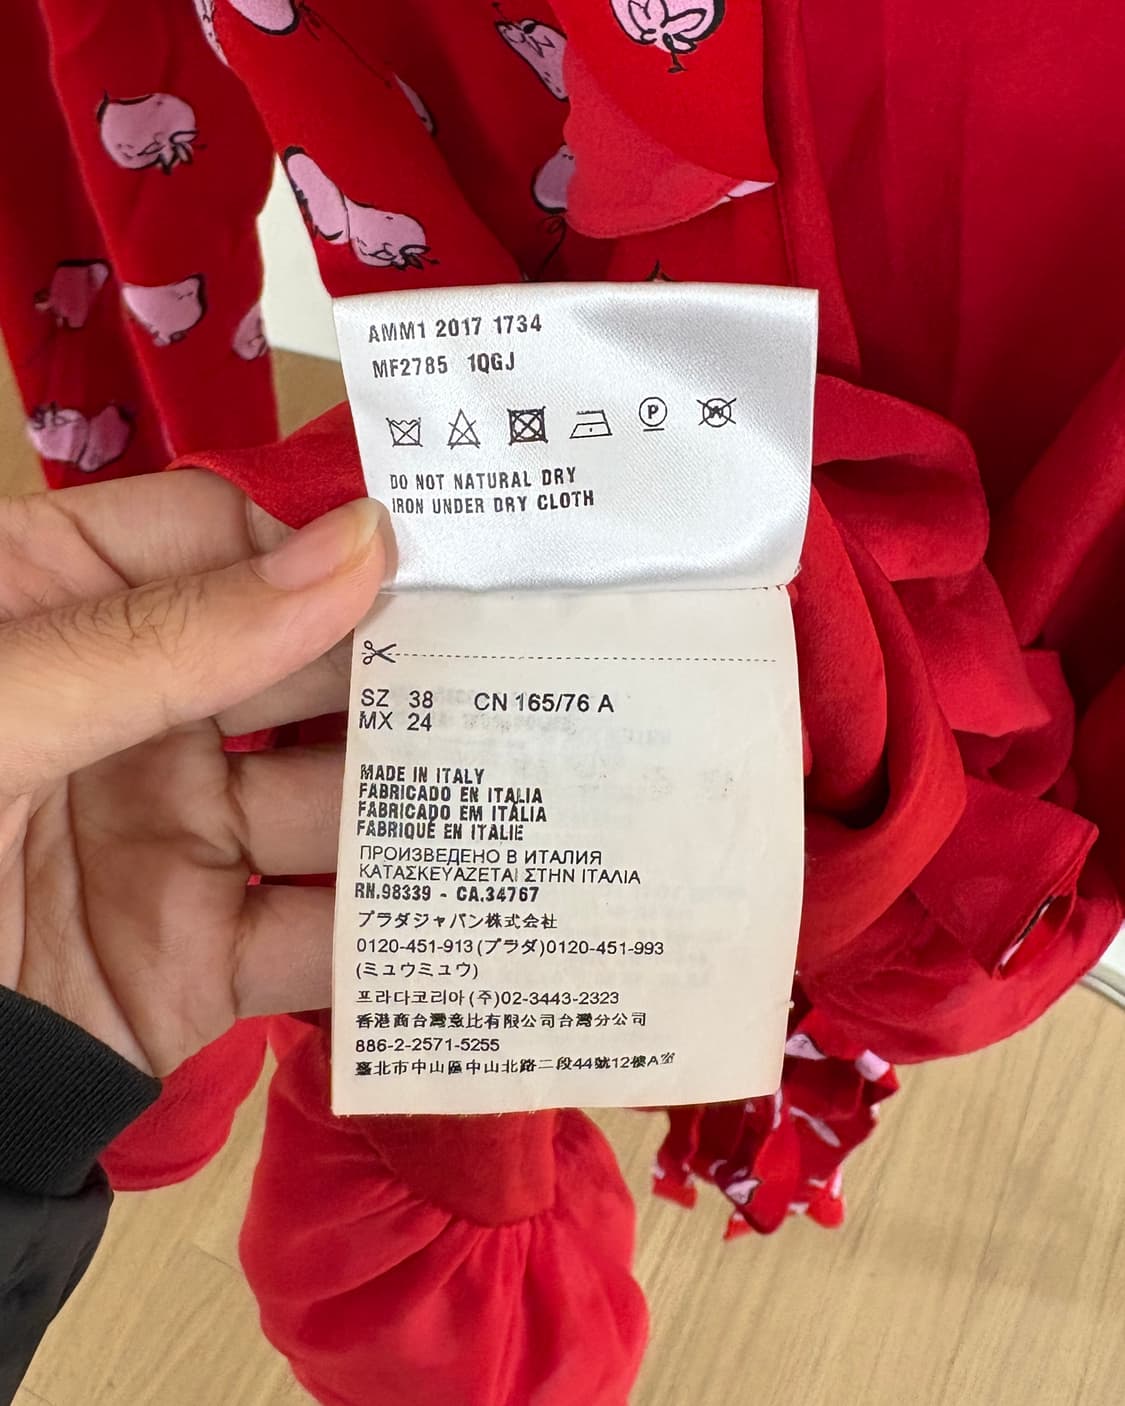 AMM1 2017 1734
MF2785 1QGJ
P
W
DO NOT NATURAL DRY
IRON UNDER DRY CLOTH
SZ 38 CN 165/76 A
MX 24
MADE IN ITALY
FABRICADO EN ITALIA
FABRICADO EM ITÁLIA
FABRIQUÉ EN ITALIE
ПРОИЗВЕДЕНО В ИТАЛИЯ
ΚΑΤΑΣΚΕΥΑΖΕΤΑΙ ΣΤΗΝ ΙΤΑΛΙΑ
RN.98339 - CA.34767
プラダジャパン株式会社
0120-451-913(プラダ)0120-451-993
(ミュウミュウ)
프라다코리아(주)02-3443-2323
香港商台灣意比有限公司台灣分公司
886-2-2571-5255
臺北市中山區中山北路二段44號12樓A室